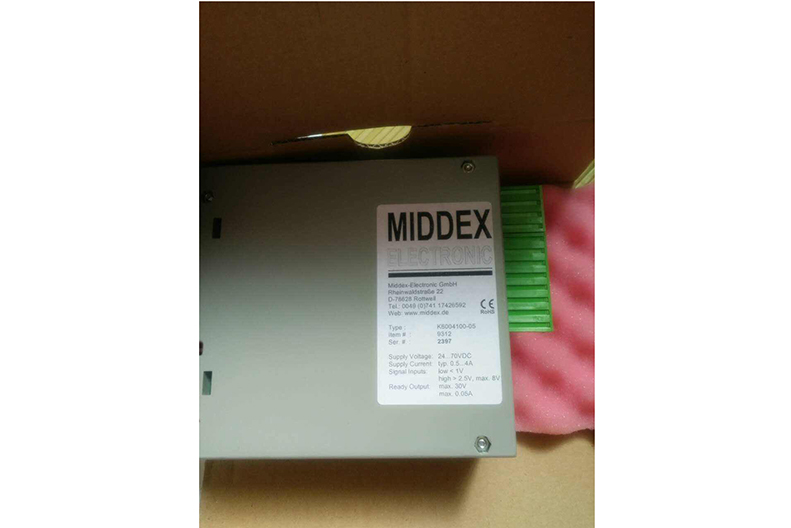 MIDDEX
ELECTRONIC
Middex-Electronic GmbH
Rheinwaldstraße 22
D-78628 Rottweil
Tel.: 0049 (0)741 17426592
Web: www.middex.de
CE
RoHS
Type : K8004100-05
Item # : 9312
Ser. # : 2397
Supply Voltage: 24...70VDC
Supply Current: typ. 0.5...4A
Signal Inputs: low < 1V
high = 2.5V, max. 8V
Ready Output: max. 30V
max. 0.05A